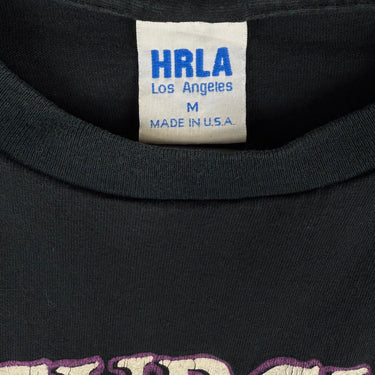 HRLA
Los Angeles
M
MADE IN U.S.A.